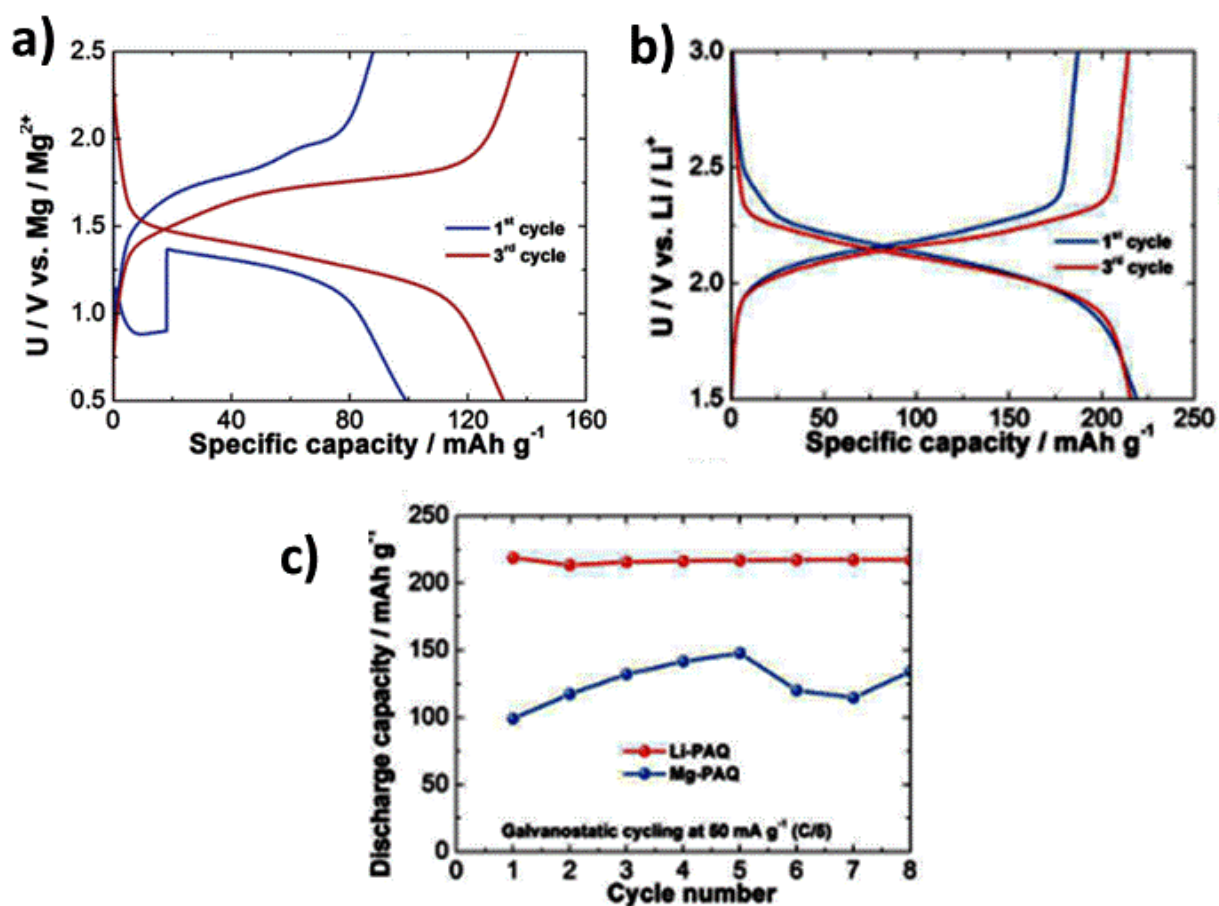 a)
2.5
2.0
1.5
1.0
0.5
U / V vs. Mg / Mg²⁺
1ˢᵗ cycle
3ʳᵈ cycle
0 40 80 120 160
Specific capacity / mAh g⁻¹
b)
3.0
2.5
2.0
1.5
U / V vs. Li / Li⁺
1ˢᵗ cycle
3ʳᵈ cycle
0 50 100 150 200 250
Specific capacity / mAh g⁻¹
c)
250
200
150
100
50
0
Discharge capacity / mAh g⁻¹
Li-PAQ
Mg-PAQ
Galvanostatic cycling at 50 mA g⁻¹ (C/5)
0 1 2 3 4 5 6 7 8
Cycle number